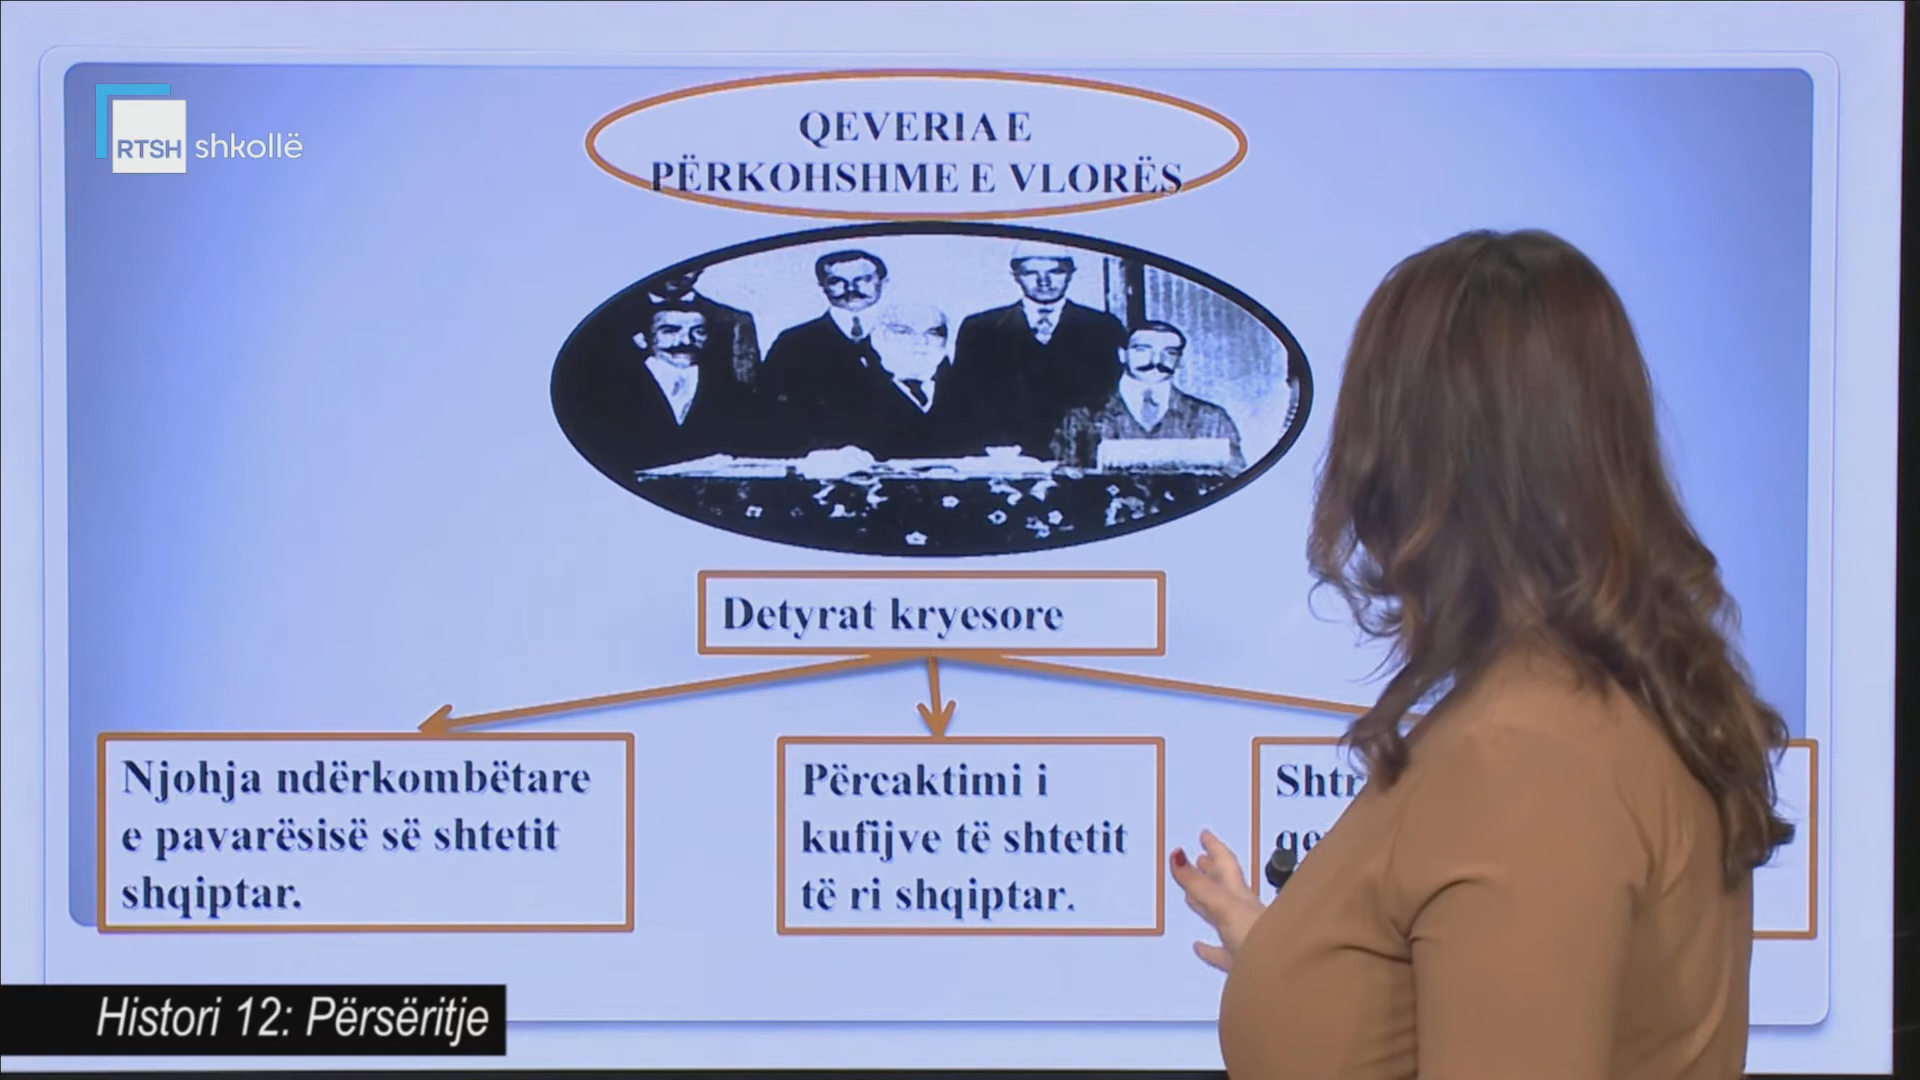 RTSH shkollë
QEVERIA E
PËRKOHSHME E VLORËS
Detyrat kryesore
Njohja ndërkombëtare
e pavarësisë së shtetit
shqiptar.
Përcaktimi i
kufijve të shtetit
të ri shqiptar.
Histori 12: Përsëritje